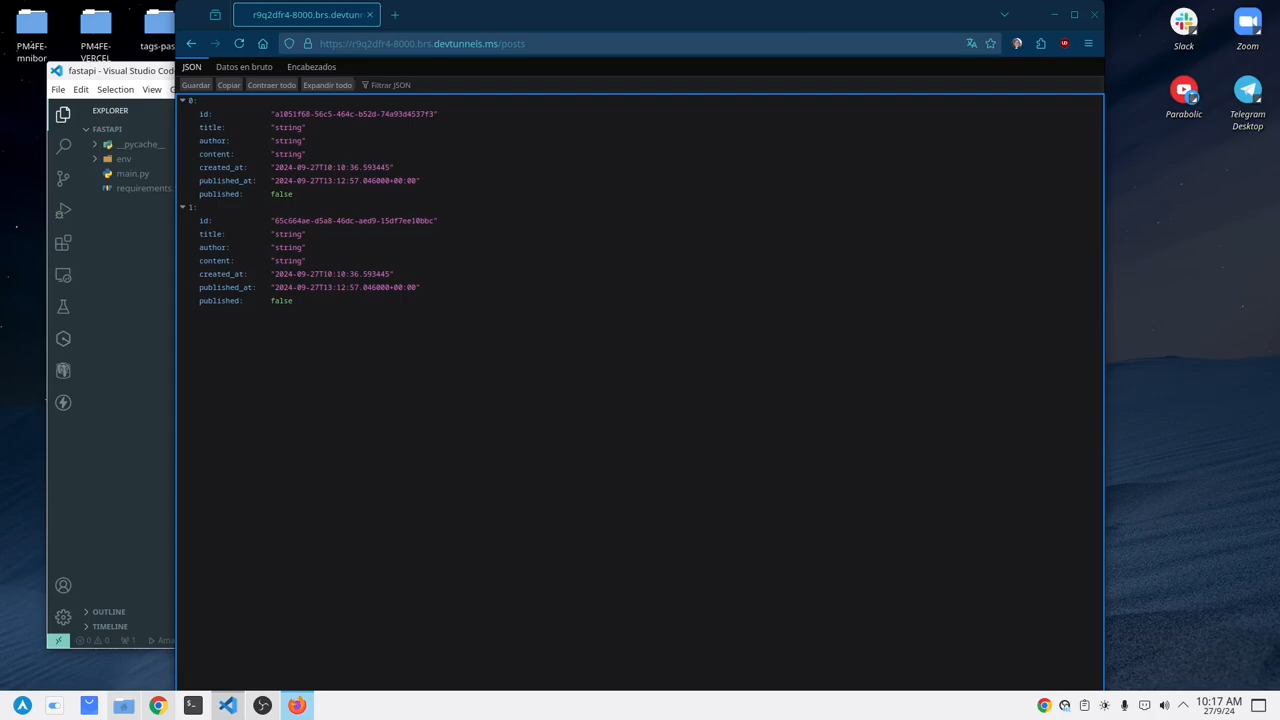 PM4FE-
mnibor
PM4FE-
VERCEL
tags-pas
r9q2dfr4-8000.brs.devtunn
https://r9q2dfr4-8000.brs.devtunnels.ms/posts
JSON Datos en bruto Encabezados
Guardar Copiar Contraer todo Expandir todo Filtrar JSON
0:
id: "a1051f68-56c5-464c-b52d-74a93d4537f3"
title: "string"
author: "string"
content: "string"
created_at: "2024-09-27T10:10:36.593445"
published_at: "2024-09-27T13:12:57.046000+00:00"
published: false
1:
id: "65c664ae-d5a8-46dc-aed9-15df7ee10bbc"
title: "string"
author: "string"
content: "string"
created_at: "2024-09-27T10:10:36.593445"
published_at: "2024-09-27T13:12:57.046000+00:00"
published: false
fastapi - Visual Studio Cod
File Edit Selection View G
EXPLORER
FASTAPI
__pycache__
env
main.py
requirements.
OUTLINE
TIMELINE
0 0 1 Ama
Slack
Zoom
Parabolic
Telegram
Desktop
10:17 AM
27/9/24